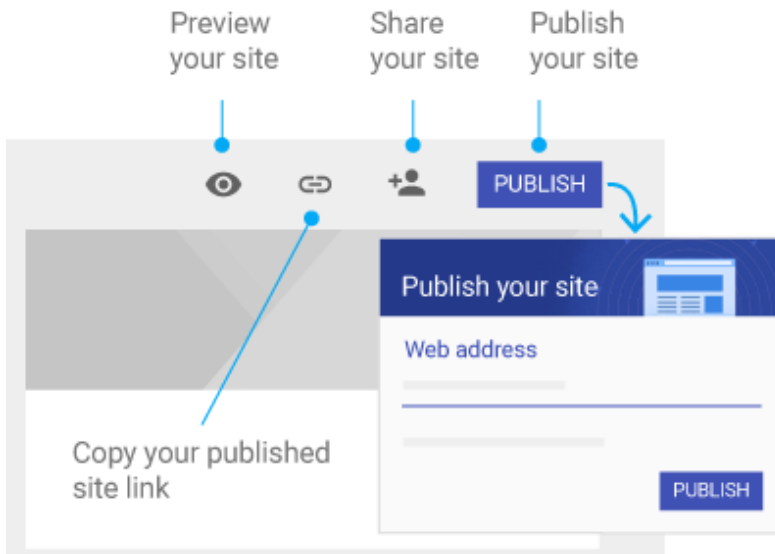 Preview
your site
Share
your site
Publish
your site
PUBLISH
Publish your site
Web address
Copy your published
site link
PUBLISH